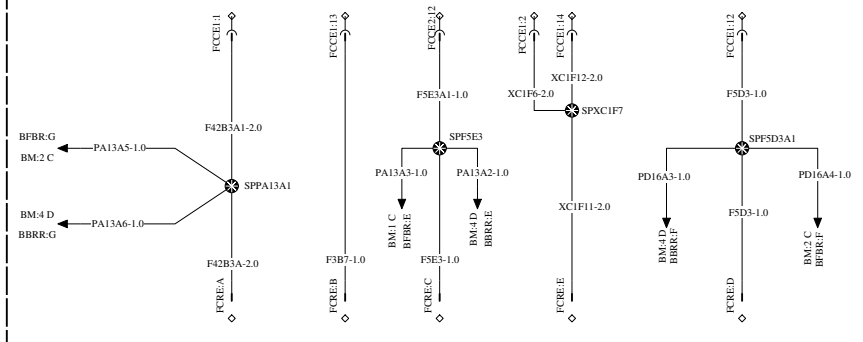 FCCE1:1
FCCE1:13
FCCE2:12
FCCE1:2
FCCE1:14
FCCE1:12
XC1F12-2.0
F5E3A1-1.0
XC1F6-2.0
F5D3-1.0
SPXC1F7
F42B3A1-2.0
BFBR:G
PA13A5-1.0
BM:2 C
SPF5E3
SPF5D3A1
PA13A3-1.0
PA13A2-1.0
PD16A3-1.0
PD16A4-1.0
SPPA13A1
BM:4 D
PA13A6-1.0
BBRR:G
BM:1 C
BFBR:E
BM:4 D
BBRR:E
XC1F11-2.0
F5D3-1.0
BM:4 D
BBRR:F
BM:2 C
BFBR:F
F42B3A-2.0
F3B7-1.0
F5E3-1.0
FCRE:A
FCRE:B
FCRE:C
FCRE:E
FCRE:D